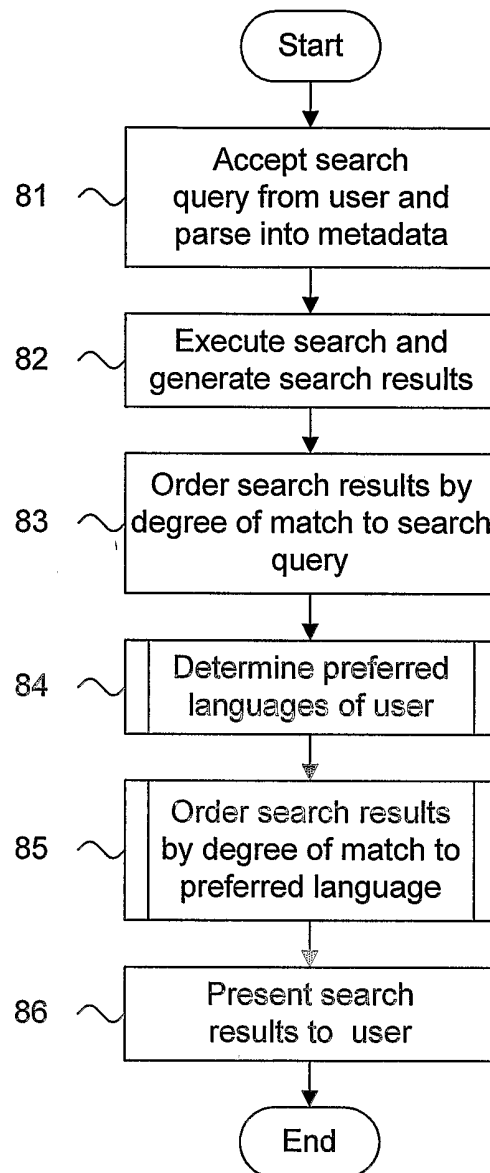 Start
81
Accept search
query from user and
parse into metadata
82
Execute search and
generate search results
83
Order search results by
degree of match to search
query
84
Determine preferred
languages of user
85
Order search results
by degree of match to
preferred language
86
Present search
results to user
End